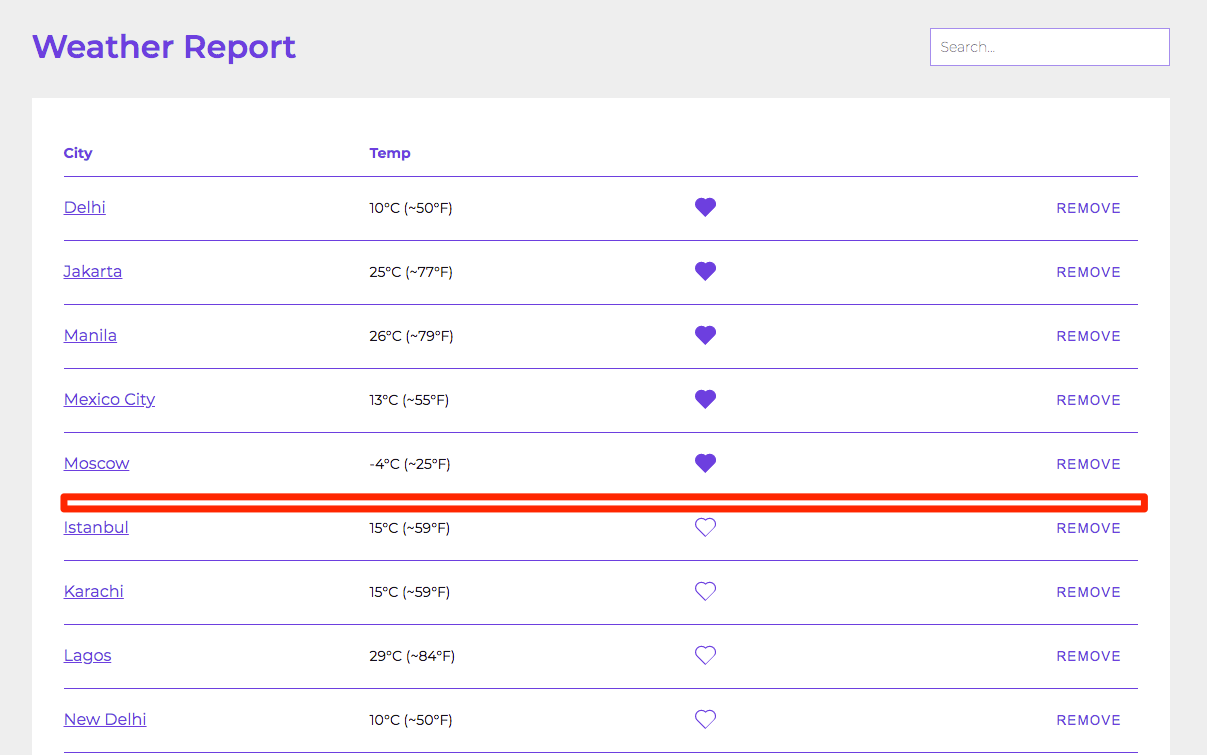 Weather Report
Search...
City Temp
Delhi 10°C (~50°F) REMOVE
Jakarta 25°C (~77°F) REMOVE
Manila 26°C (~79°F) REMOVE
Mexico City 13°C (~55°F) REMOVE
Moscow -4°C (~25°F) REMOVE
Istanbul 15°C (~59°F) REMOVE
Karachi 15°C (~59°F) REMOVE
Lagos 29°C (~84°F) REMOVE
New Delhi 10°C (~50°F) REMOVE